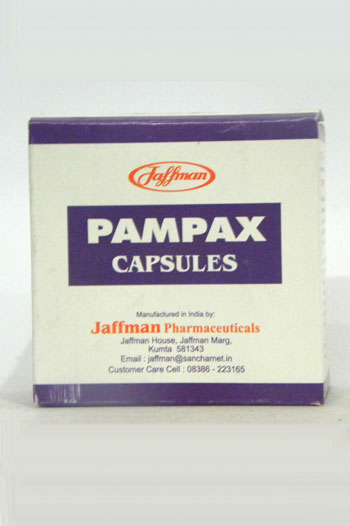 Jaffman
PAMPAX
CAPSULES
Manufactured in India by:
Jaffman Pharmaceuticals
Jaffman House, Jaffman Marg,
Kumta 581343
Email : jaffman@sancharnet.in
Customer Care Cell : 08386 - 223165